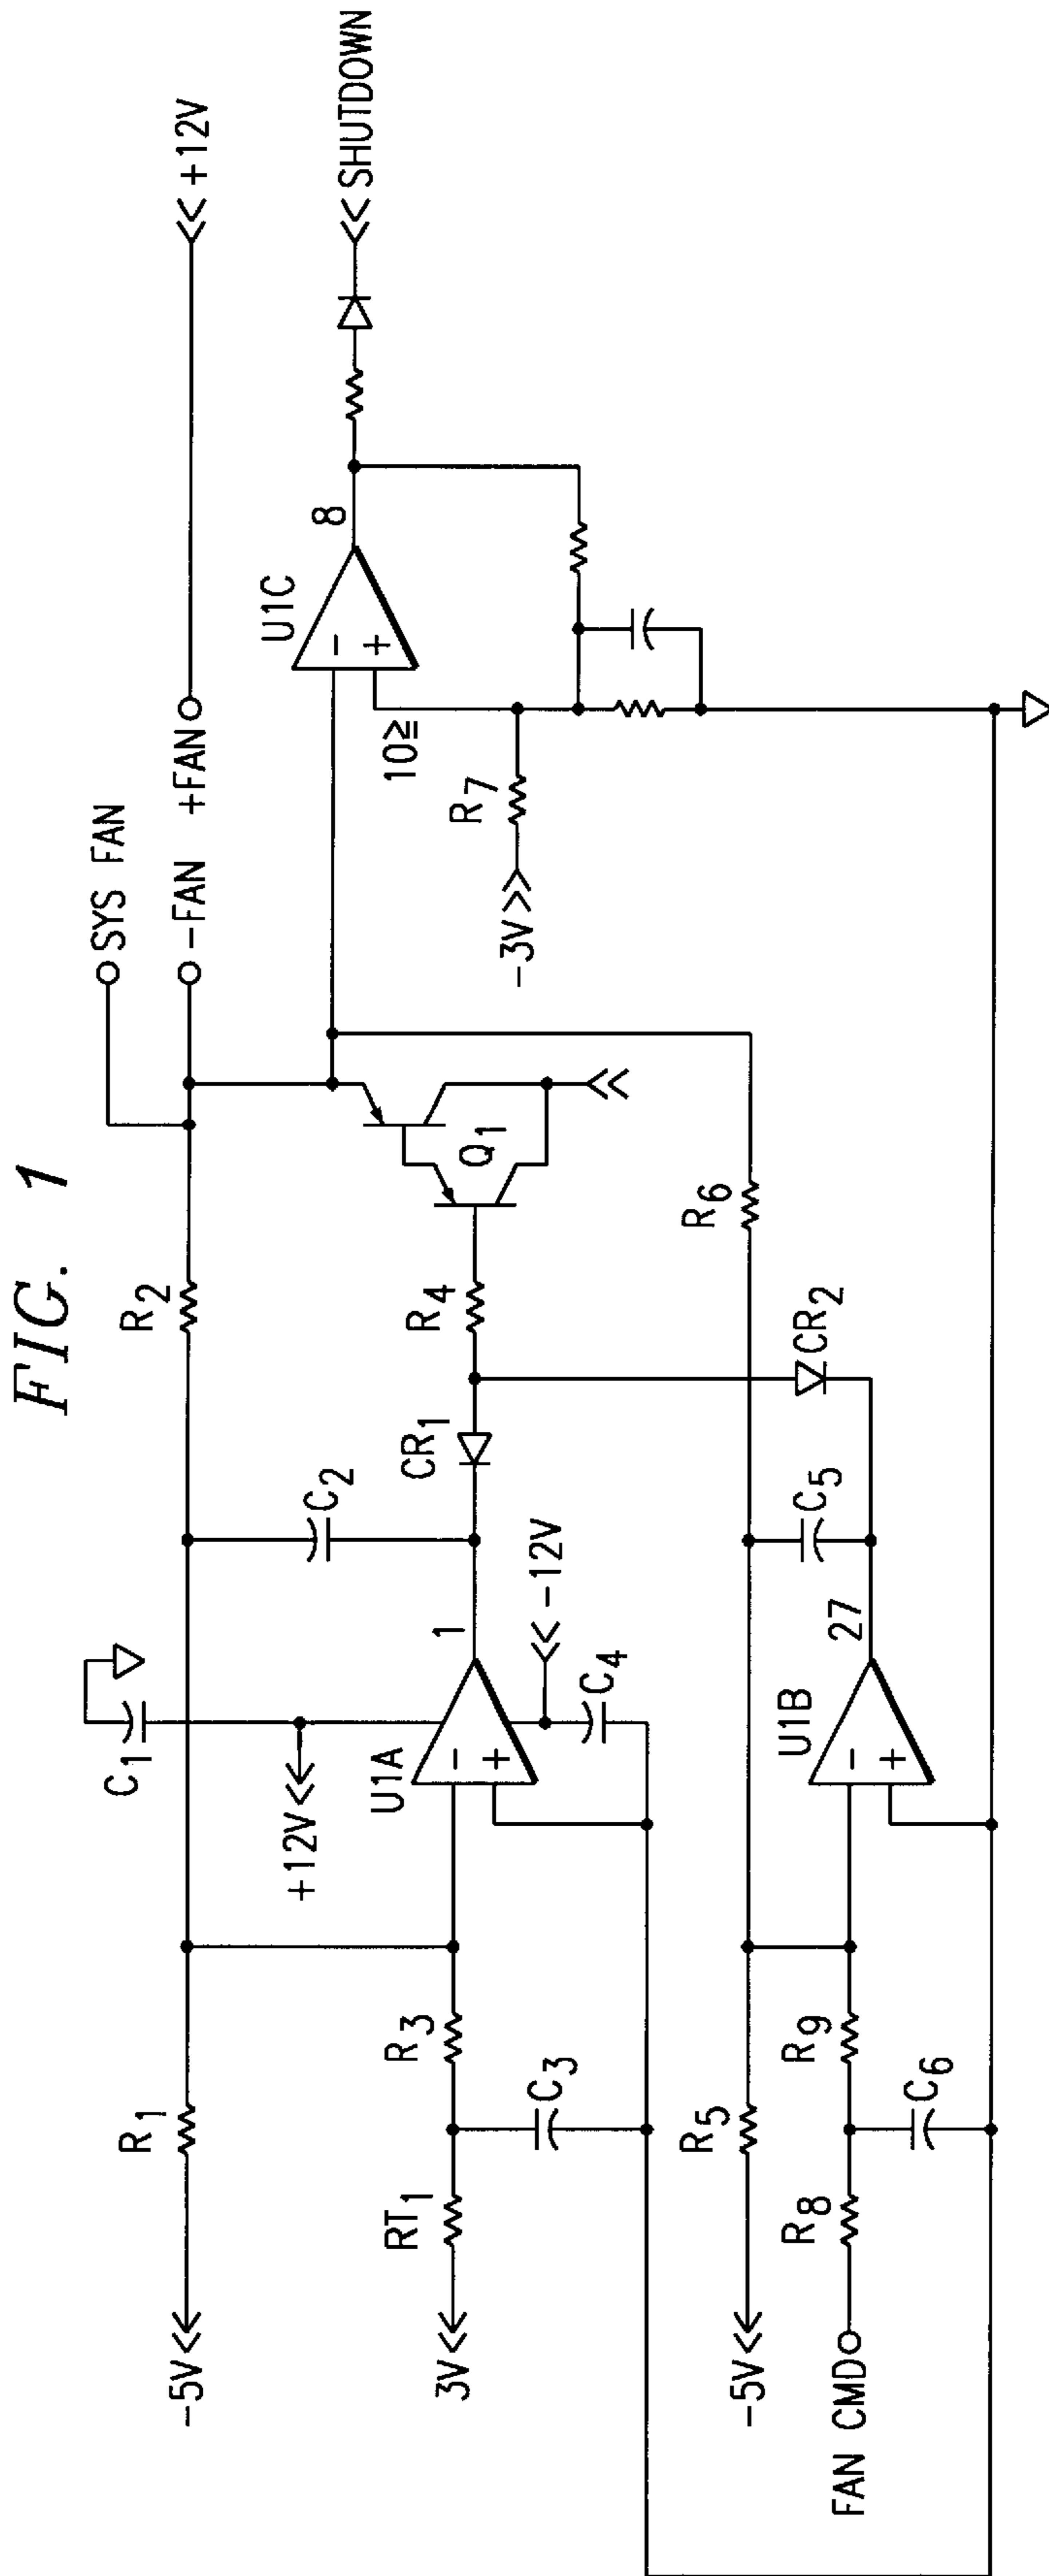 FIG. 1
SYS FAN
-FAN +FAN
+12V
-5V
R1
R2
C1
+12V
C2
SHUTDOWN
U1C
8
-
+
10≥
R7
-3V
3V
RT1
R3
C3
U1A
-
+
1
CR1
R4
Q1
-12V
C4
-5V
R5
R6
FAN CMD
R8
R9
C6
U1B
-
+
27
C5
CR2